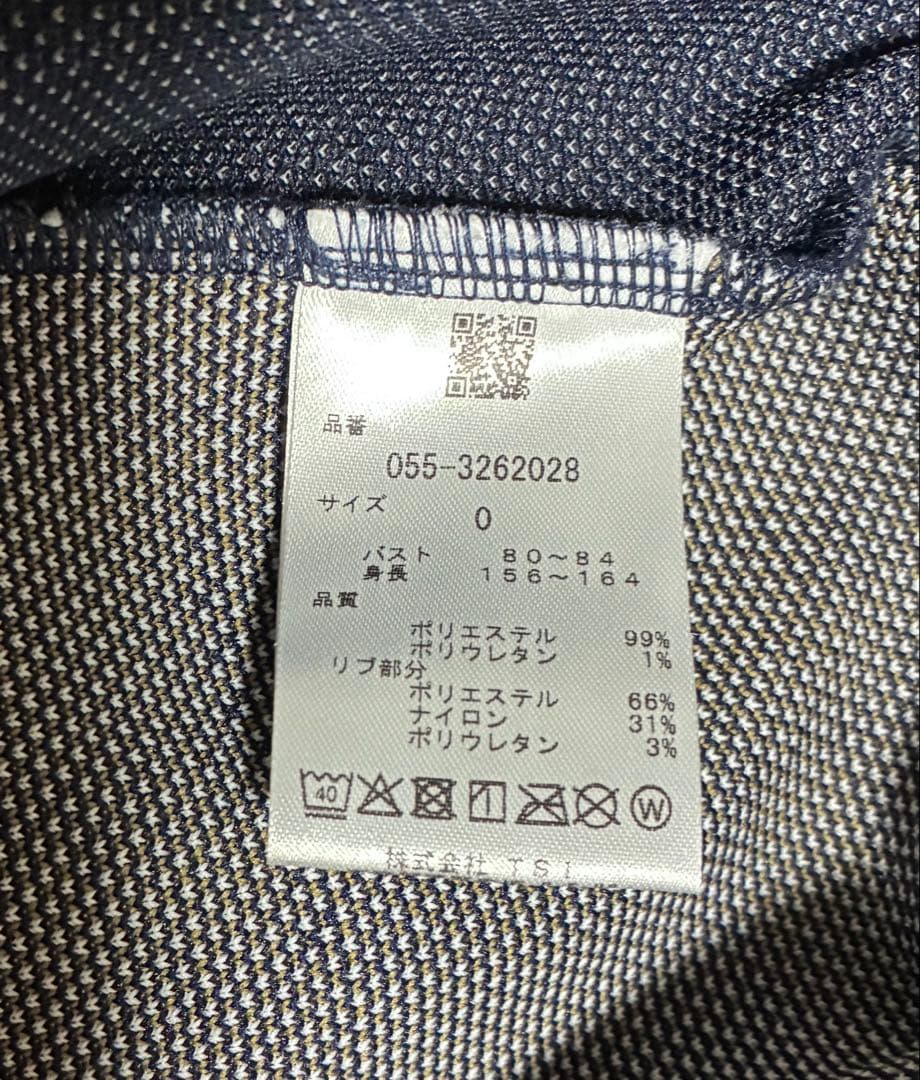 品番
055-3262028
サイズ
0
バスト 80〜84
身長 156〜164
品質
ポリエステル 99%
ポリウレタン 1%
リブ部分
ポリエステル 66%
ナイロン 31%
ポリウレタン 3%
40 W
株式会社 TSI